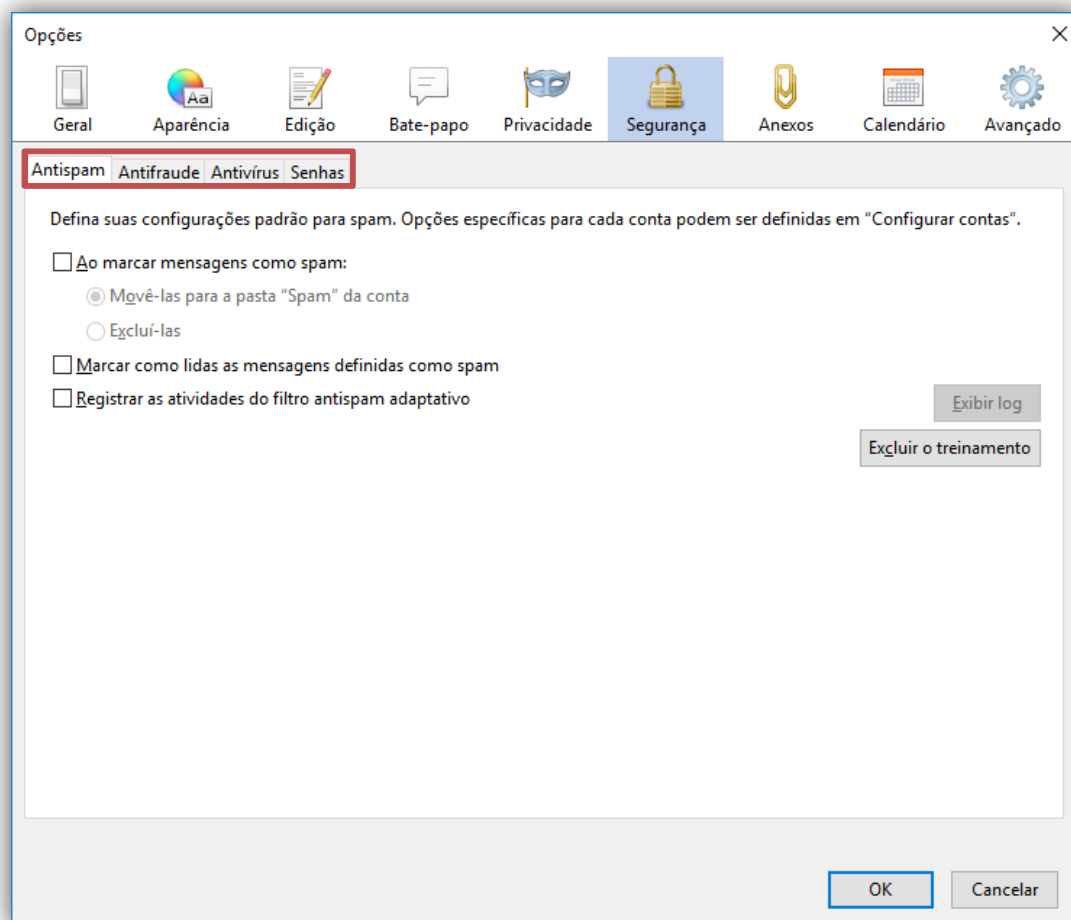 Opções
Aa
Geral Aparência Edição Bate-papo Privacidade Segurança Anexos Calendário Avançado
Antispam Antifraude Antivírus Senhas
Defina suas configurações padrão para spam. Opções específicas para cada conta podem ser definidas em “Configurar contas”.
Ao marcar mensagens como spam:
Movê-las para a pasta “Spam” da conta
Excluí-las
Marcar como lidas as mensagens definidas como spam
Registrar as atividades do filtro antispam adaptativo
Exibir log
Excluir o treinamento
OK Cancelar